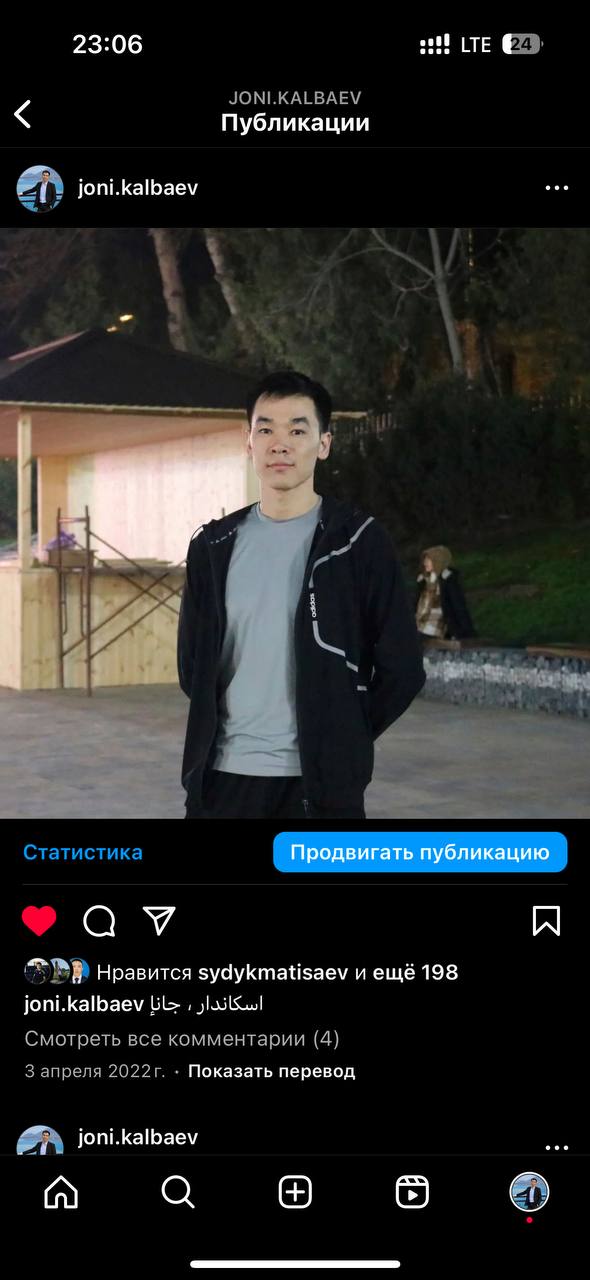 23:06
LTE 24
JONI.KALBAEV
Публикации
joni.kalbaev
adidas
Статистика
Продвигать публикацию
Нравится sydykmatisaev и ещё 198
joni.kalbaev اسكاندار ، جانإ
Смотреть все комментарии (4)
3 апреля 2022 г. · Показать перевод
joni.kalbaev